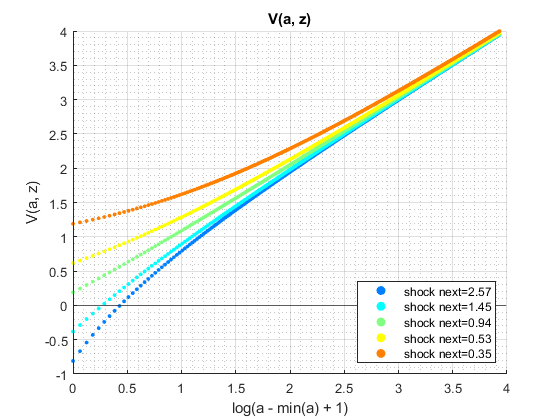 V(a, z)
4
3.5
3
2.5
2
1.5
1
0.5
0
-0.5
-1
V(a, z)
shock next=2.57
shock next=1.45
shock next=0.94
shock next=0.53
shock next=0.35
0 0.5 1 1.5 2 2.5 3 3.5 4
log(a - min(a) + 1)